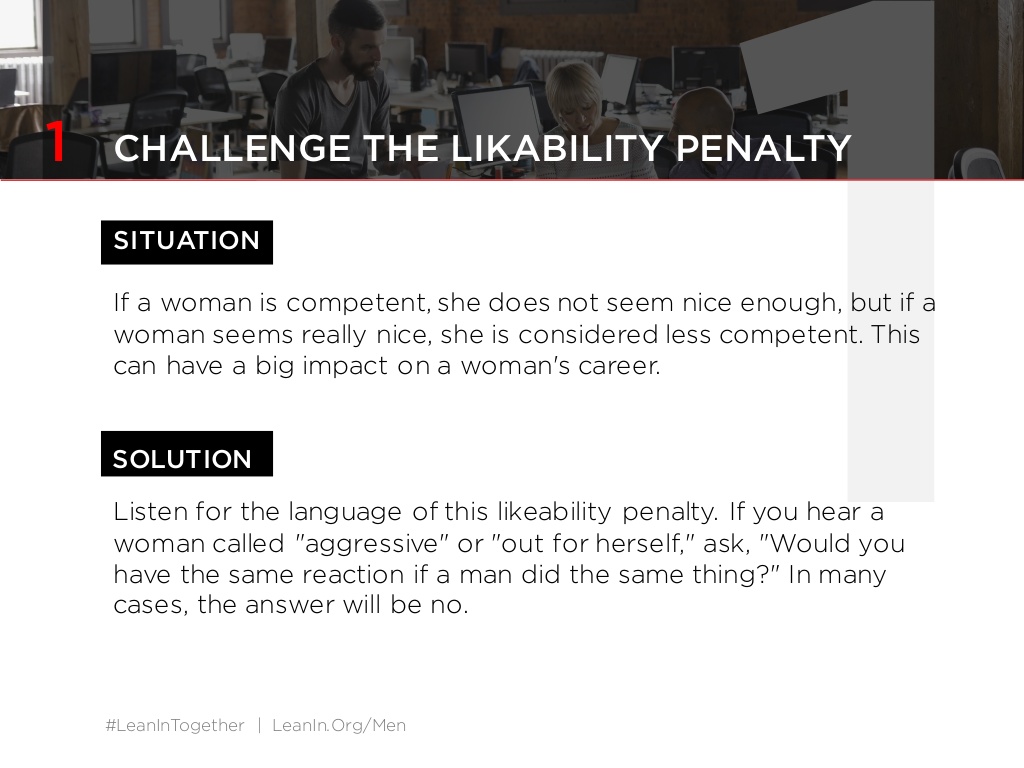 1 CHALLENGE THE LIKABILITY PENALTY
SITUATION
If a woman is competent, she does not seem nice enough, but if a
woman seems really nice, she is considered less competent. This
can have a big impact on a woman's career.
SOLUTION
Listen for the language of this likeability penalty. If you hear a
woman called "aggressive" or "out for herself," ask, "Would you
have the same reaction if a man did the same thing?" In many
cases, the answer will be no.
#LeanInTogether | LeanIn.Org/Men
1